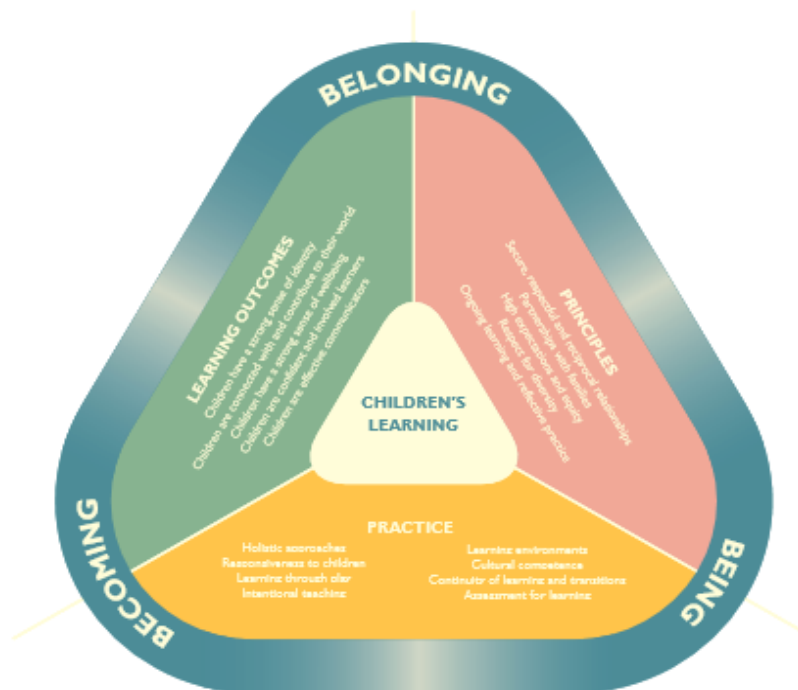 BELONGING
LEARNING OUTCOMES
Children have a strong sense of identity
Children are connected with and contribute to their world
Children have a strong sense of wellbeing
Children are confident and involved learners
Children are effective communicators
PRINCIPLES
Secure, respectful and reciprocal relationships
Partnerships with families
High expectations and equity
Respect for diversity
Ongoing learning and reflective practice
CHILDREN'S
LEARNING
PRACTICE
Holistic approaches
Responsiveness to children
Learning through play
Intentional teaching
Learning environments
Cultural competence
Continuity of learning and transitions
Assessment for learning
BECOMING
BEING